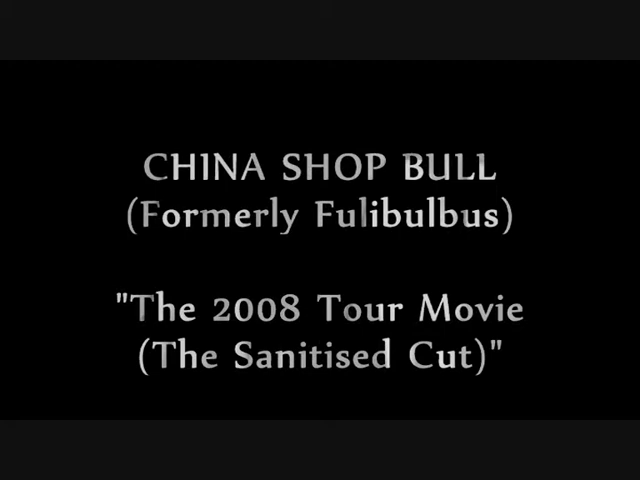 CHINA SHOP BULL
(Formerly Fulibulbus)
"The 2008 Tour Movie
(The Sanitised Cut)"